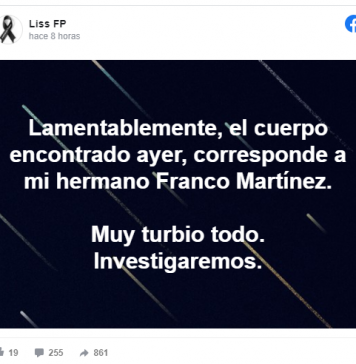 Liss FP
hace 8 horas
Lamentablemente, el cuerpo
encontrado ayer, corresponde a
mi hermano Franco Martínez.
Muy turbio todo.
Investigaremos.
19 255 861